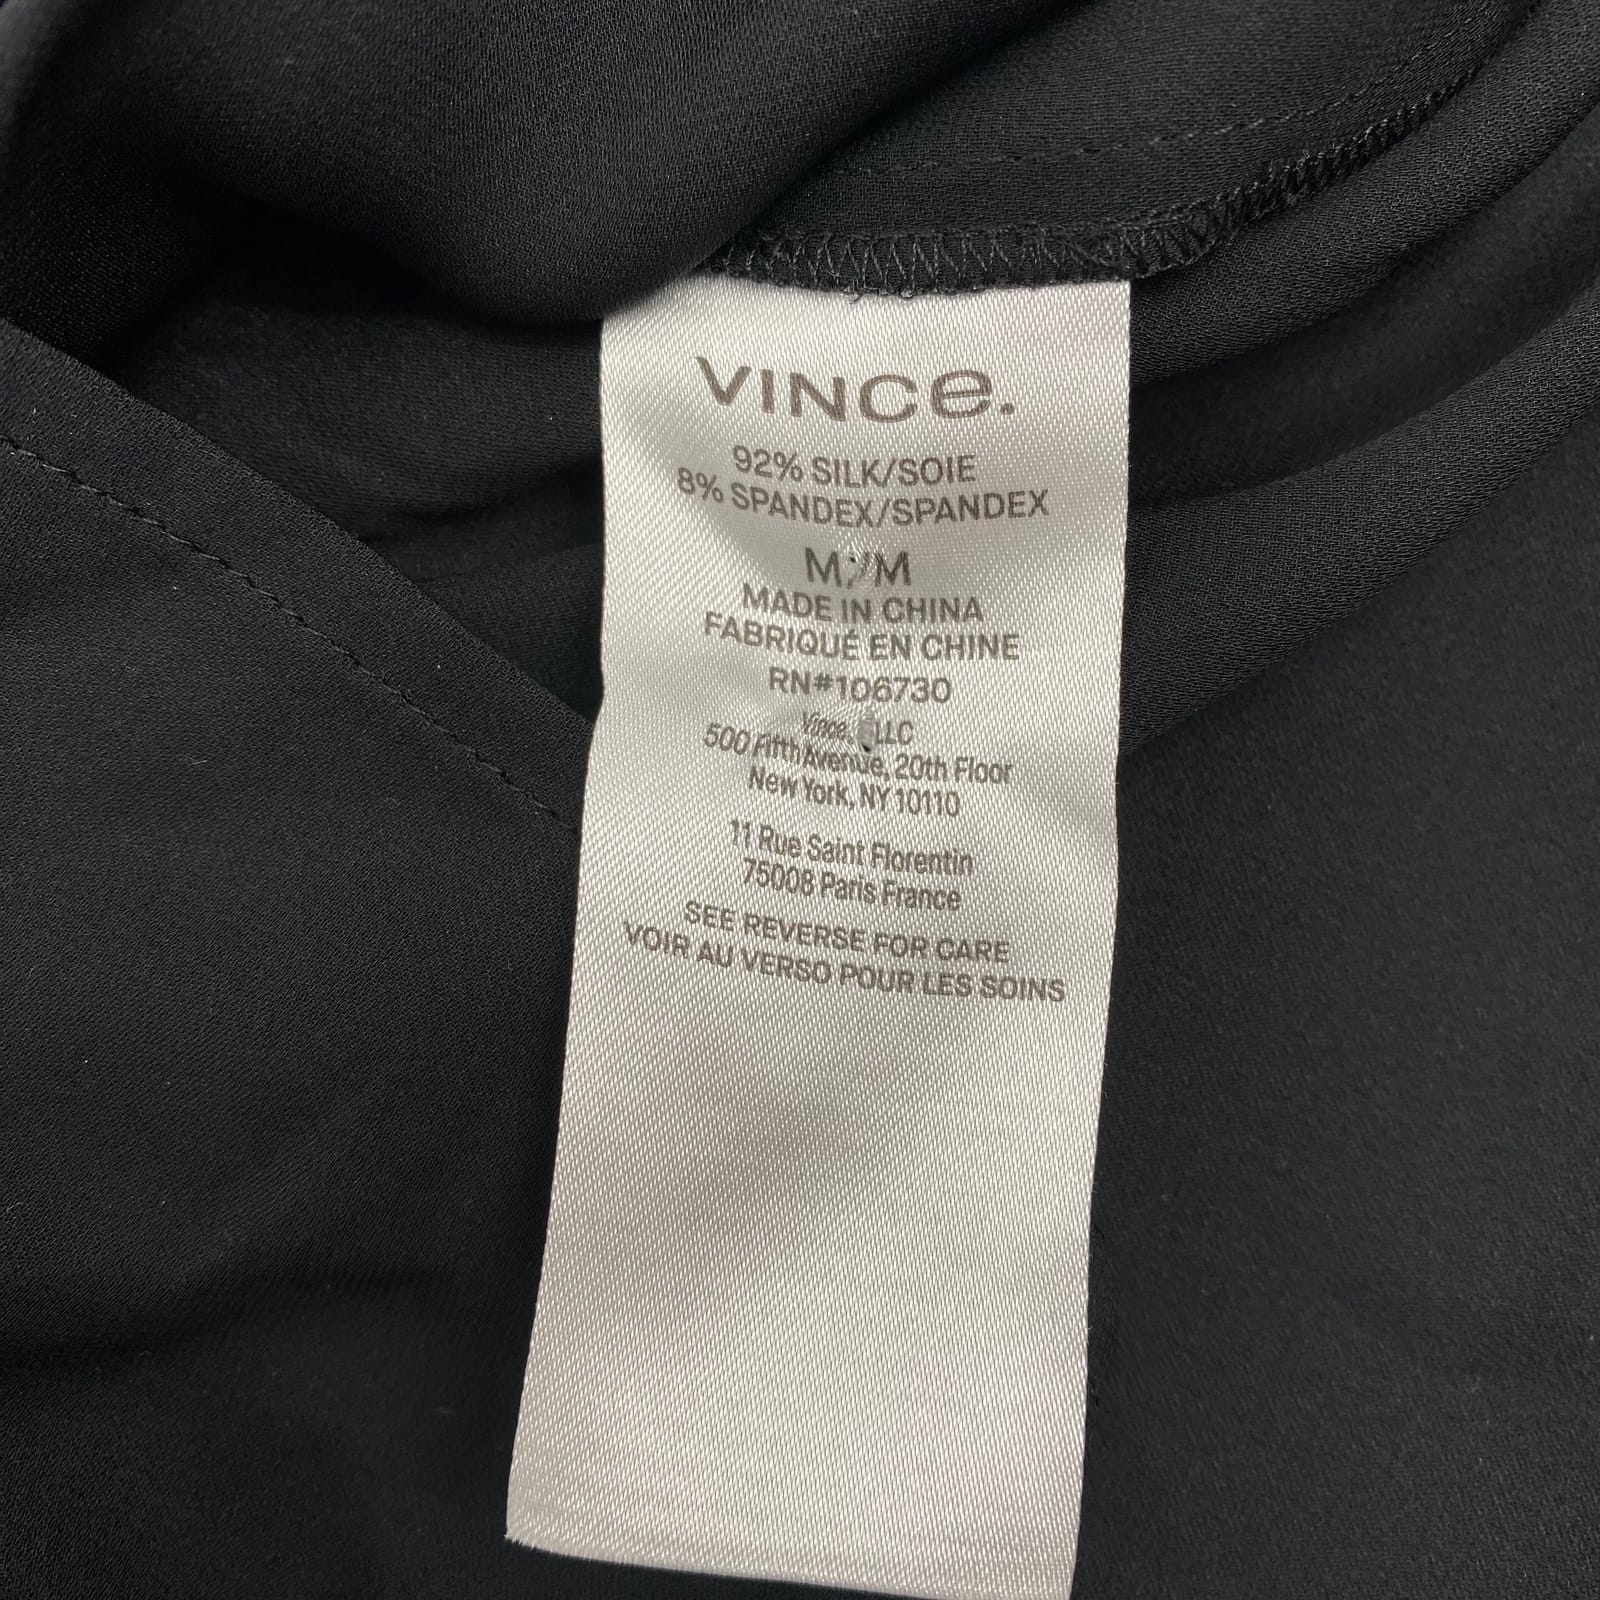 VINCe.
92% SILK/SOIE
8% SPANDEX/SPANDEX
M:/M
MADE IN CHINA
FABRIQUÉ EN CHINE
RN#106730
Vince. LLC
500 Fifth Avenue, 20th Floor
New York, NY 10110
11 Rue Saint Florentin
75008 Paris France
SEE REVERSE FOR CARE
VOIR AU VERSO POUR LES SOINS